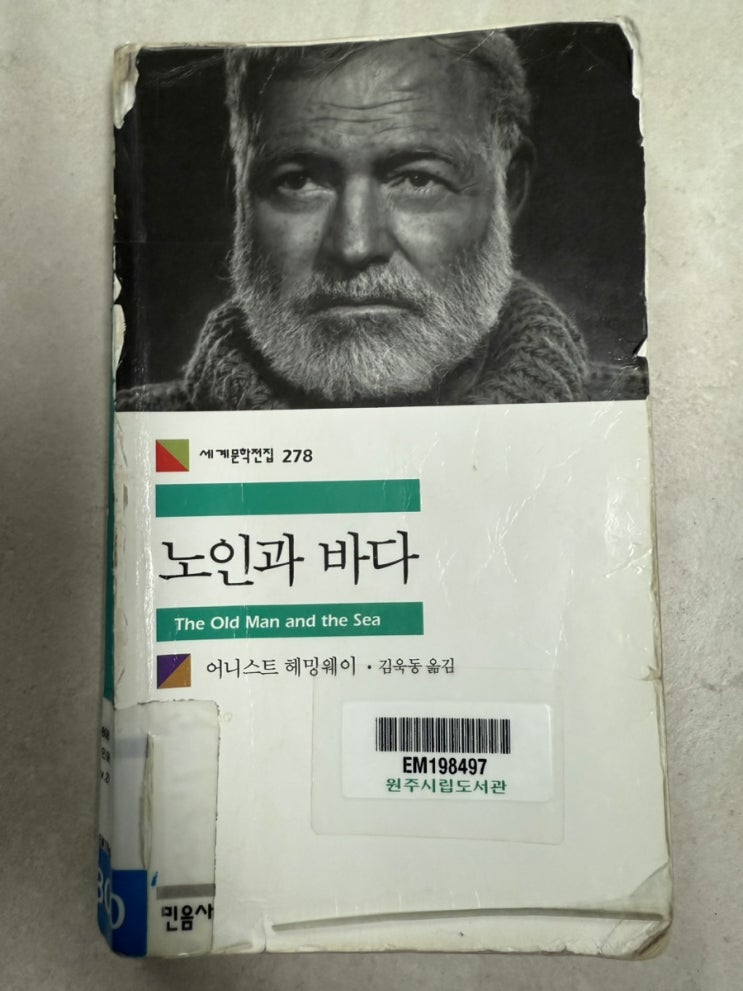 세계문학전집 278
노인과 바다
The Old Man and the Sea
어니스트 헤밍웨이 · 김욱동 옮김
EM198497
원주시립도서관
민음사